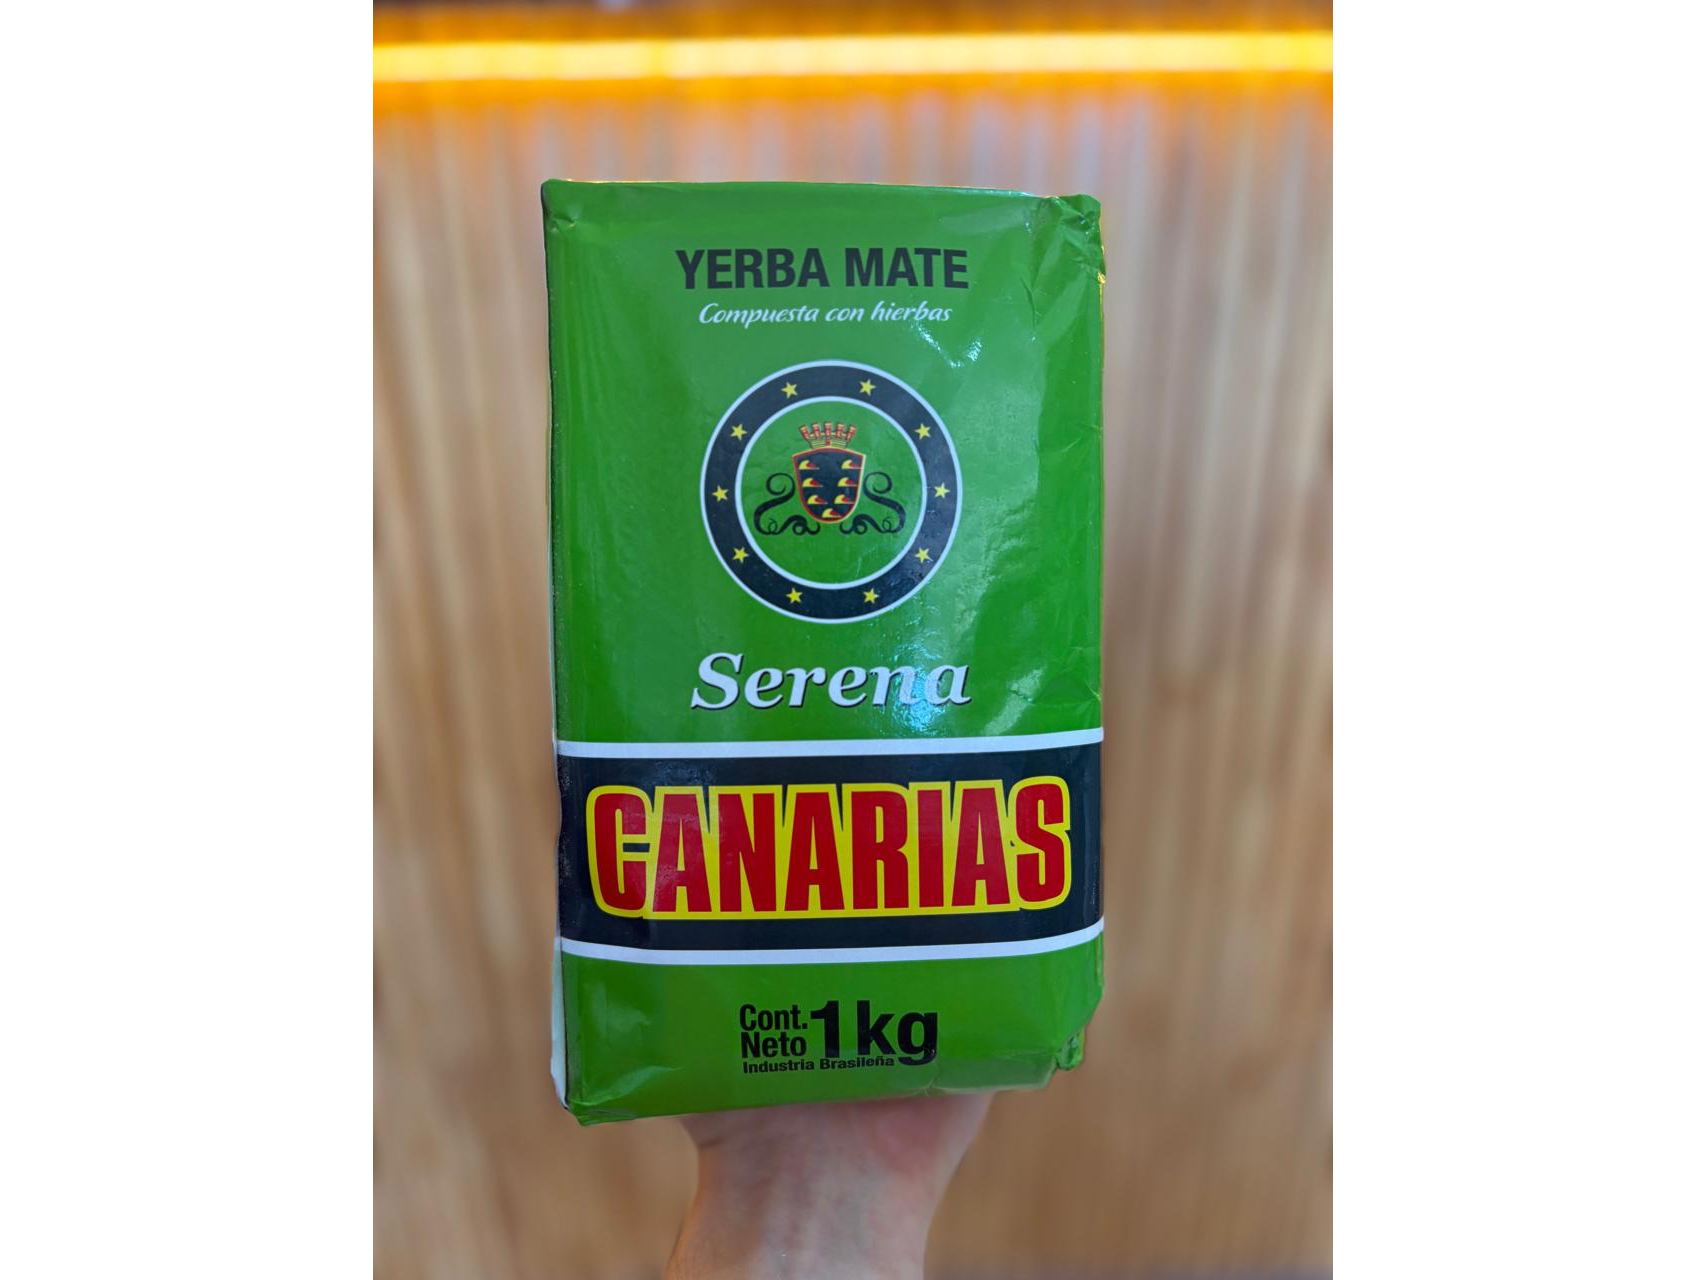 YERBA MATE
Compuesta con hierbas
Serena
CANARIAS
Cont. Neto 1kg
Industria Brasileña